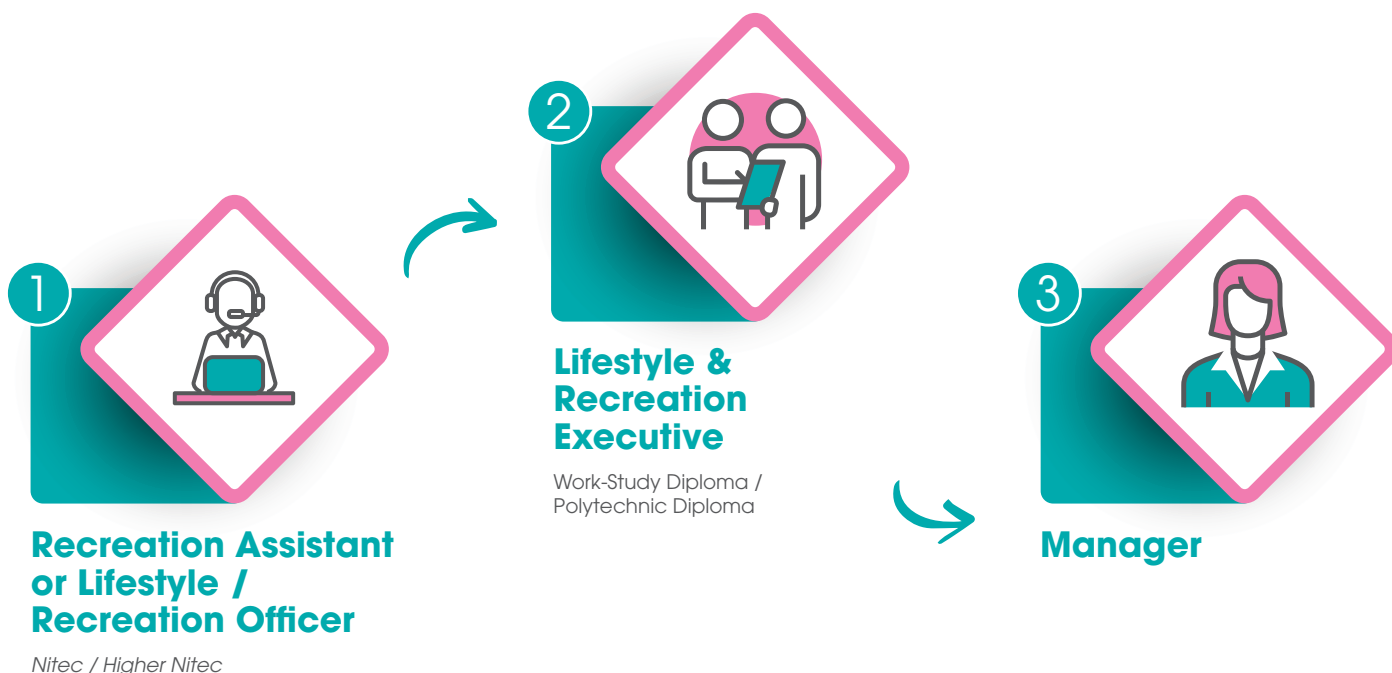 1
Recreation Assistant
or Lifestyle /
Recreation Officer
Nitec / Higher Nitec
2
Lifestyle &
Recreation
Executive
Work-Study Diploma /
Polytechnic Diploma
3
Manager